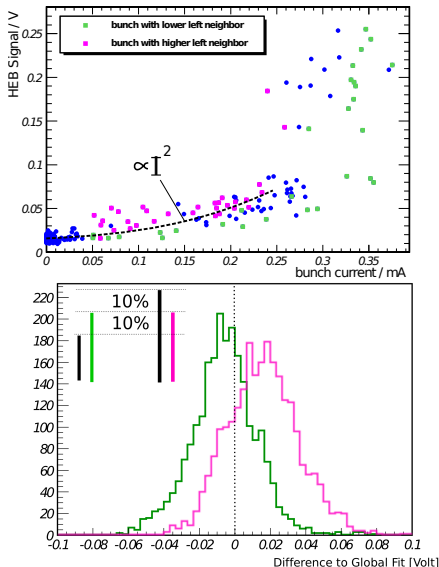 HEB Signal / V
0.25
0.2
0.15
0.1
0.05
0
bunch with lower left neighbor
bunch with higher left neighbor
∝I²
0 0.05 0.1 0.15 0.2 0.25 0.3 0.35
bunch current / mA
220
200
180
160
140
120
100
80
60
40
20
0
10%
10%
-0.1 -0.08 -0.06 -0.04 -0.02 0 0.02 0.04 0.06 0.08 0.1
Difference to Global Fit [Volt]